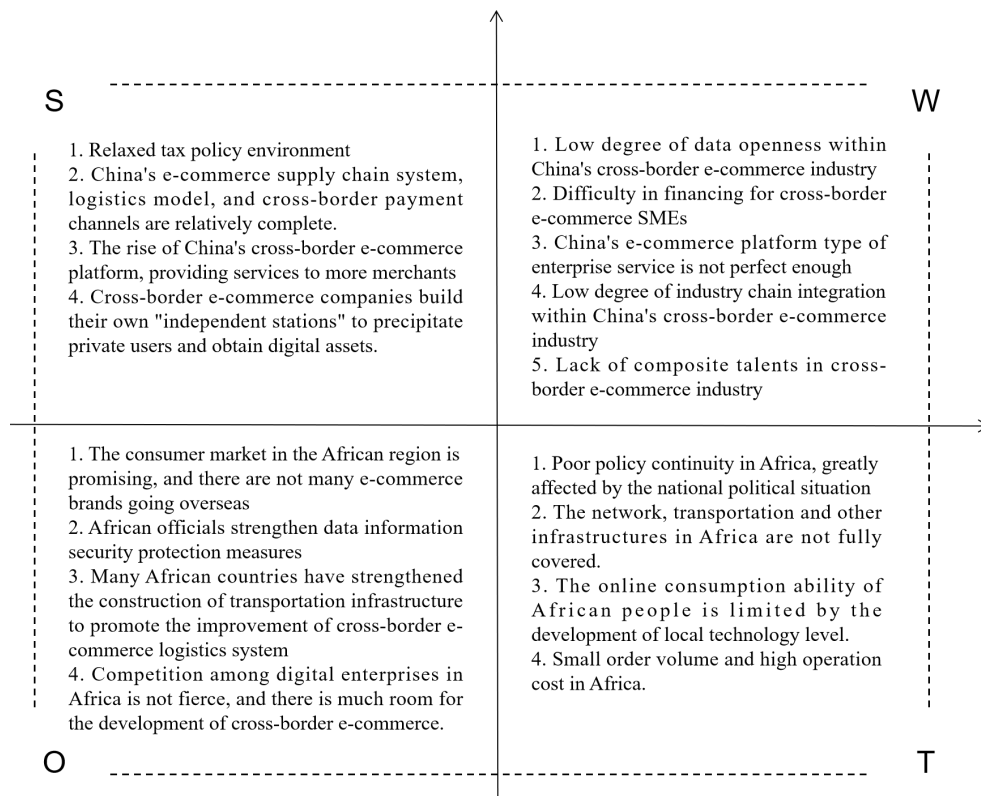 S
1. Relaxed tax policy environment
2. China's e-commerce supply chain system,
logistics model, and cross-border payment
channels are relatively complete.
3. The rise of China's cross-border e-commerce
platform, providing services to more merchants
4. Cross-border e-commerce companies build
their own "independent stations" to precipitate
private users and obtain digital assets.
W
1. Low degree of data openness within
China's cross-border e-commerce industry
2. Difficulty in financing for cross-border
e-commerce SMEs
3. China's e-commerce platform type of
enterprise service is not perfect enough
4. Low degree of industry chain integration
within China's cross-border e-commerce
industry
5. Lack of composite talents in cross-
border e-commerce industry
1. The consumer market in the African region is
promising, and there are not many e-commerce
brands going overseas
2. African officials strengthen data information
security protection measures
3. Many African countries have strengthened
the construction of transportation infrastructure
to promote the improvement of cross-border e-
commerce logistics system
4. Competition among digital enterprises in
Africa is not fierce, and there is much room for
the development of cross-border e-commerce.
O
1. Poor policy continuity in Africa, greatly
affected by the national political situation
2. The network, transportation and other
infrastructures in Africa are not fully
covered.
3. The online consumption ability of
African people is limited by the
development of local technology level.
4. Small order volume and high operation
cost in Africa.
T